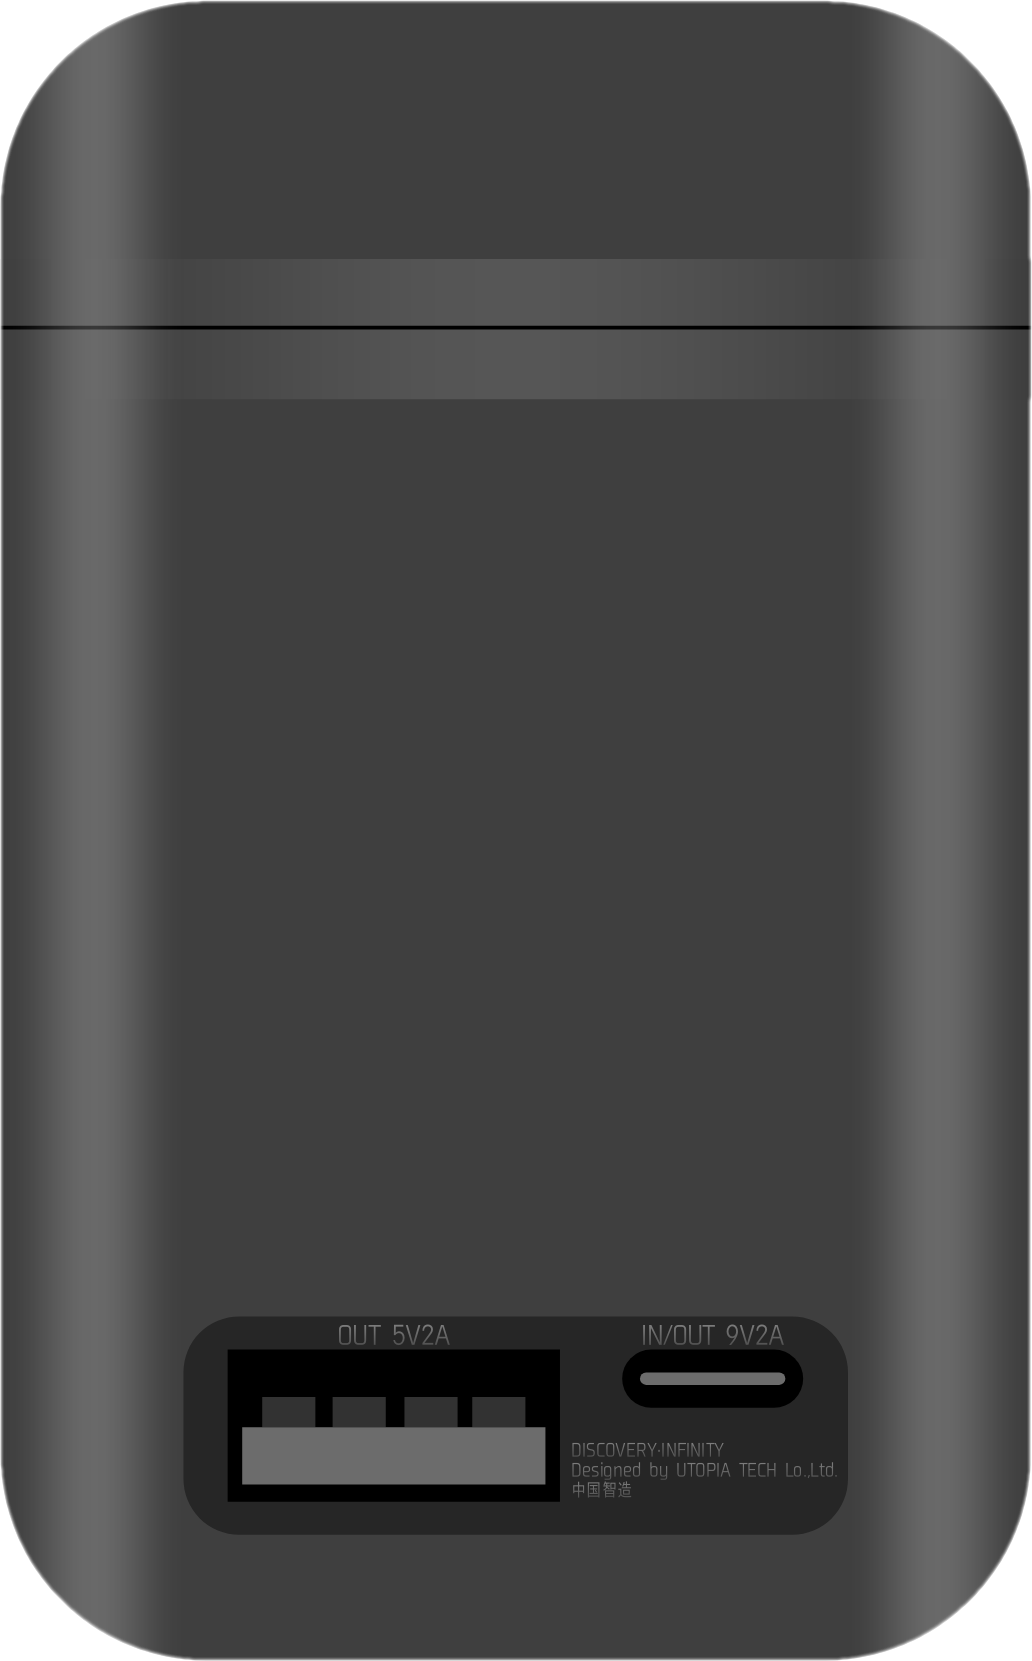 OUT 5V2A
IN/OUT 9V2A
DISCOVERY·INFINITY
Designed by UTOPIA TECH Lo.,Ltd.
中国智造